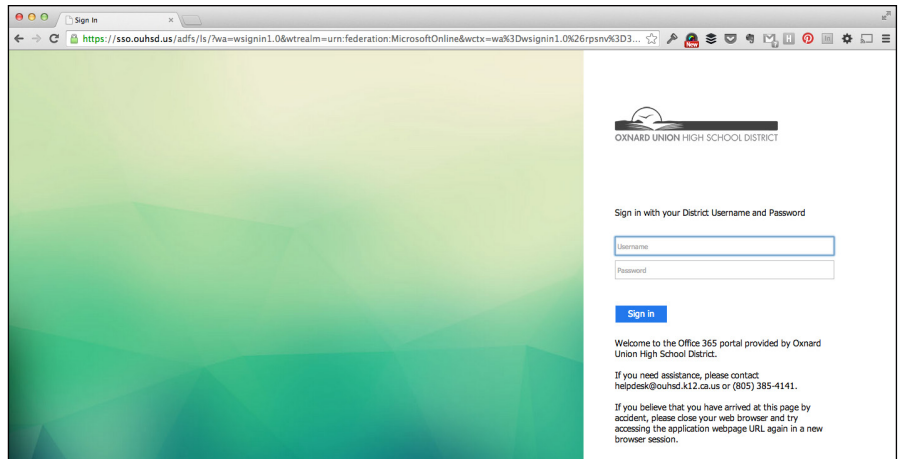 Sign In
https://sso.ouhsd.us/adfs/ls/?wa=wsignin1.0&wtrealm=urn:federation:MicrosoftOnline&wctx=wa%3Dwsignin1.0%26rpsnv%3D3...
New
OXNARD UNION HIGH SCHOOL DISTRICT
Sign in with your District Username and Password
Username
Password
Sign in
Welcome to the Office 365 portal provided by Oxnard
Union High School District.
If you need assistance, please contact
helpdesk@ouhsd.k12.ca.us or (805) 385-4141.
If you believe that you have arrived at this page by
accident, please close your web browser and try
accessing the application webpage URL again in a new
browser session.